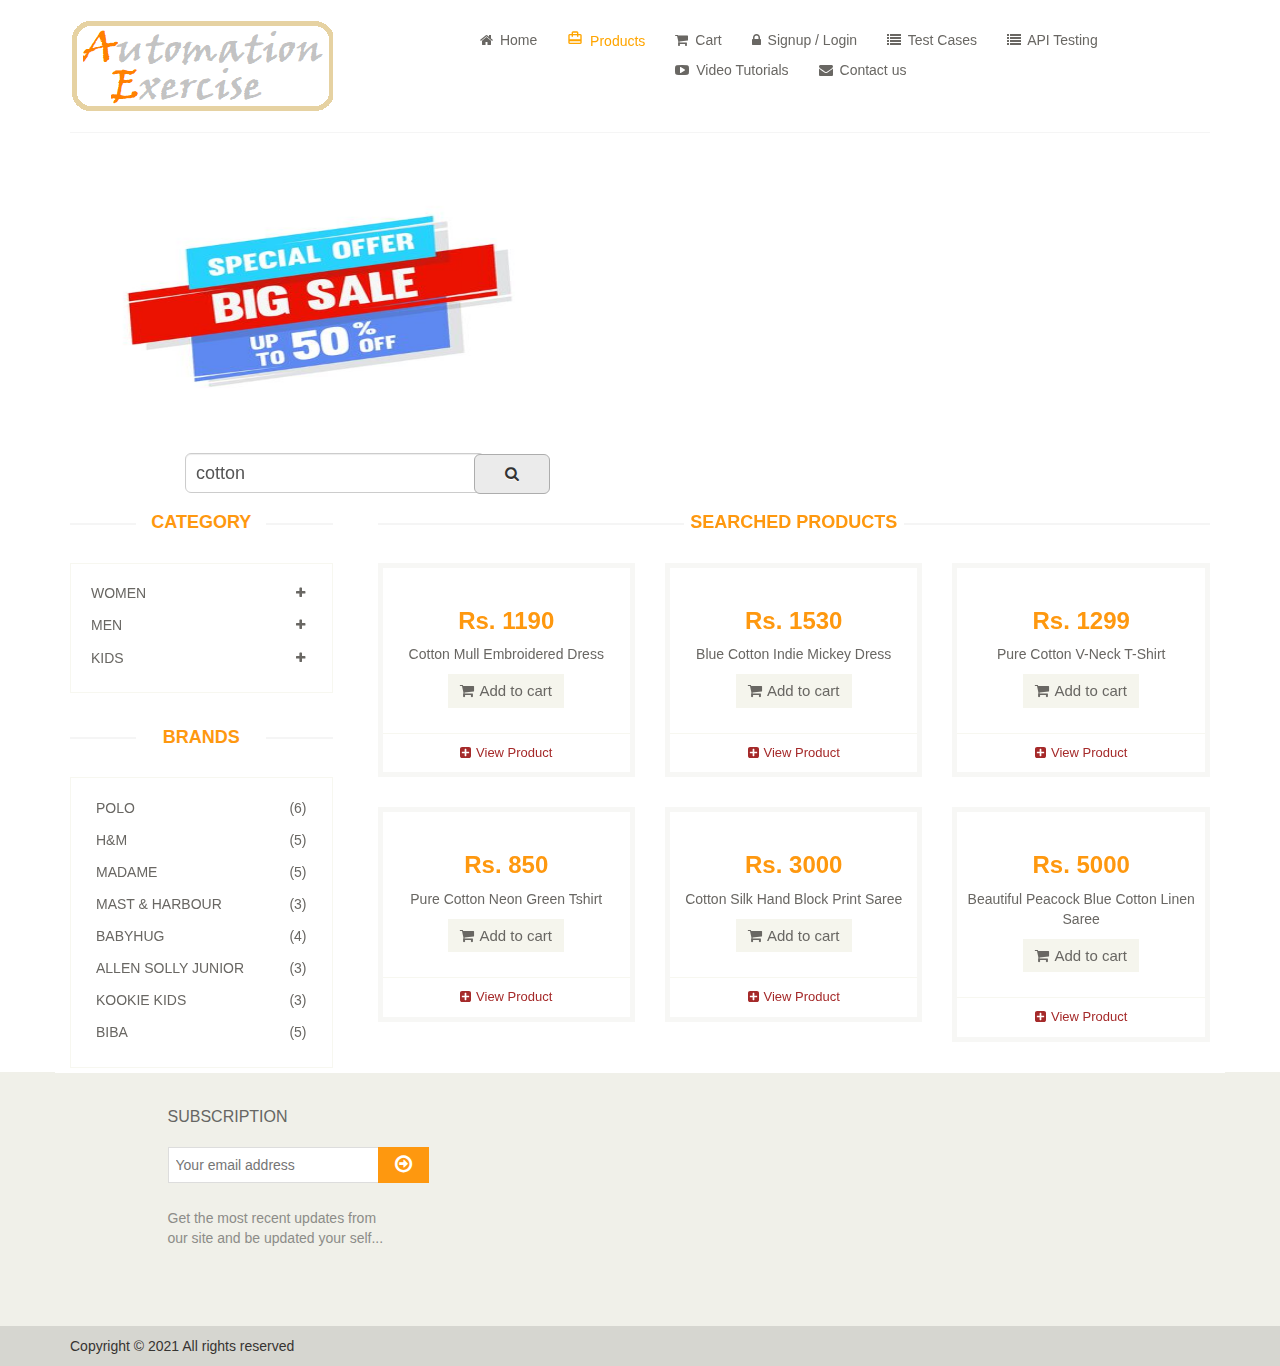 Automation
Exercise
Home
Products
Cart
Signup / Login
Test Cases
API Testing
Video Tutorials
Contact us
SPECIAL OFFER
BIG SALE
UP TO 50% OFF
cotton
CATEGORY
WOMEN
MEN
KIDS
BRANDS
POLO (6)
H&M (5)
MADAME (5)
MAST & HARBOUR (3)
BABYHUG (4)
ALLEN SOLLY JUNIOR (3)
KOOKIE KIDS (3)
BIBA (5)
SEARCHED PRODUCTS
Rs. 1190
Cotton Mull Embroidered Dress
Add to cart
View Product
Rs. 1530
Blue Cotton Indie Mickey Dress
Add to cart
View Product
Rs. 1299
Pure Cotton V-Neck T-Shirt
Add to cart
View Product
Rs. 850
Pure Cotton Neon Green Tshirt
Add to cart
View Product
Rs. 3000
Cotton Silk Hand Block Print Saree
Add to cart
View Product
Rs. 5000
Beautiful Peacock Blue Cotton Linen
Saree
Add to cart
View Product
SUBSCRIPTION
Your email address
Get the most recent updates from
our site and be updated your self...
Copyright © 2021 All rights reserved